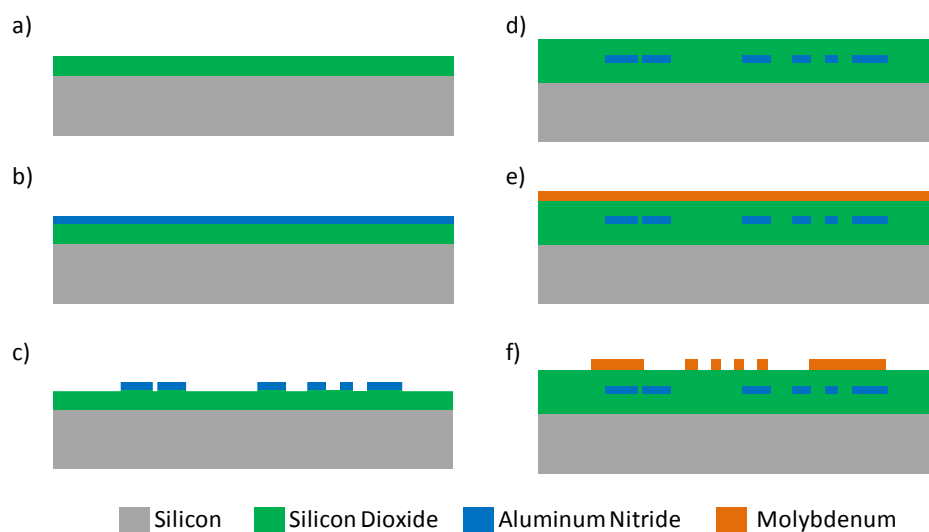 a)
d)
b)
e)
c)
f)
Silicon
Silicon Dioxide
Aluminum Nitride
Molybdenum